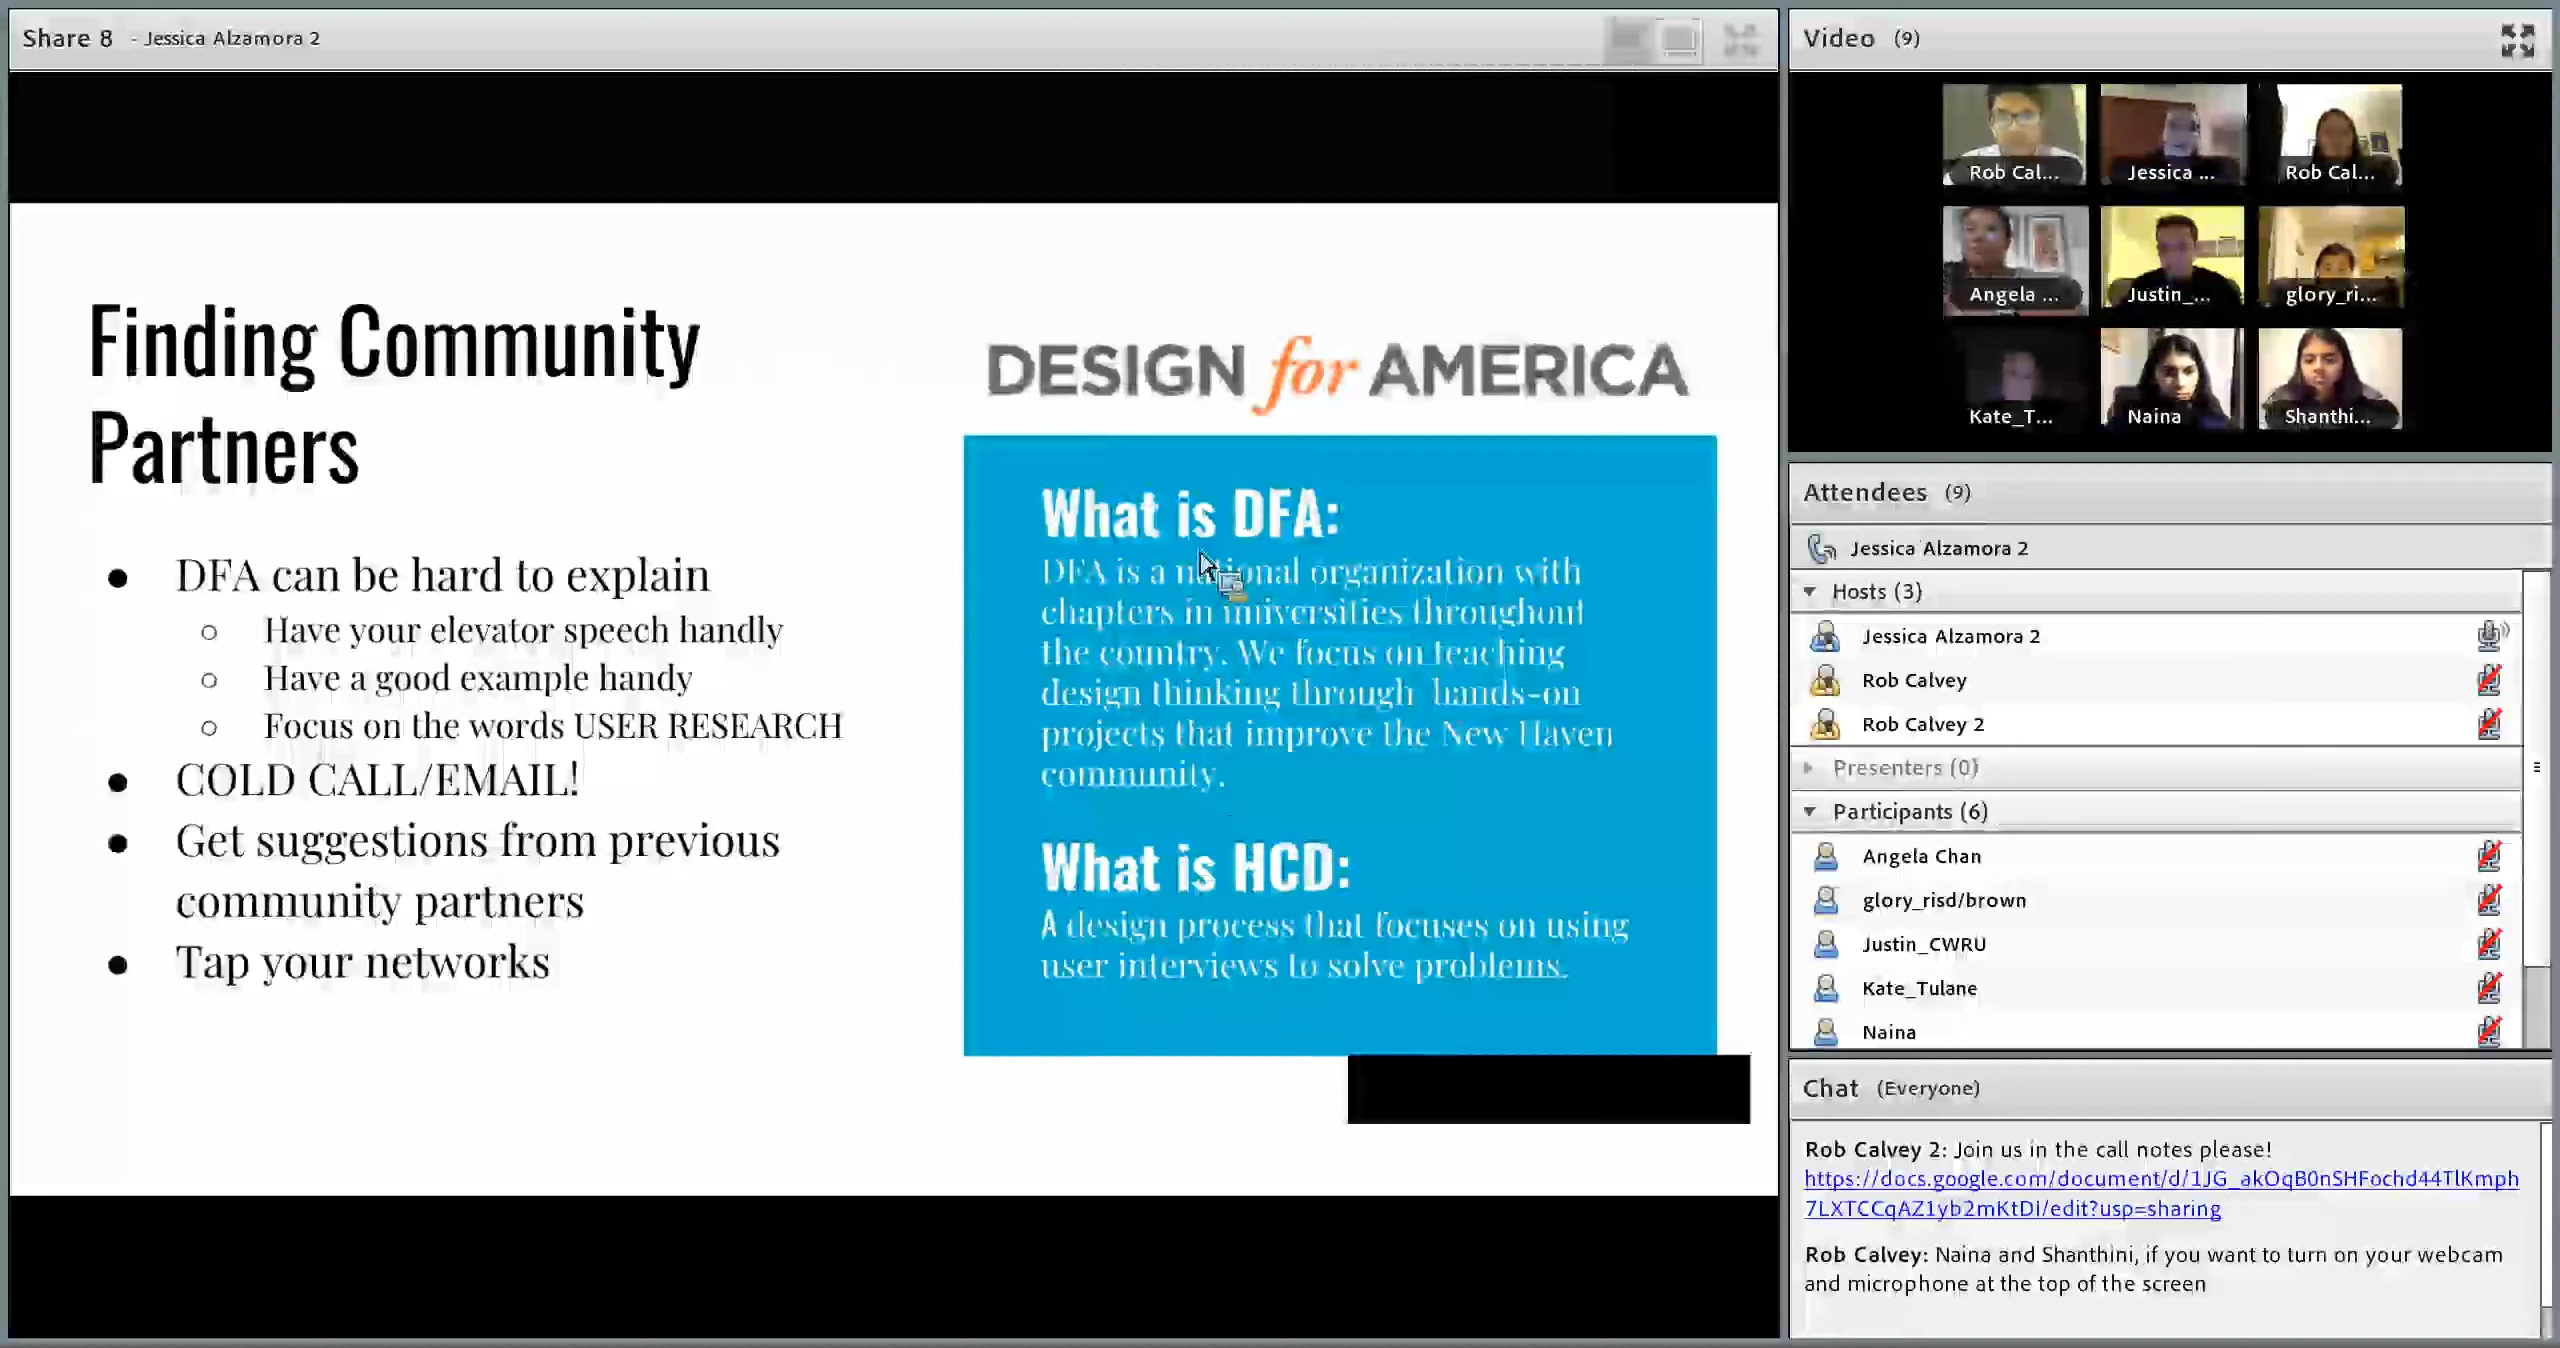 Share 8 - Jessica Alzamora 2
Finding Community
Partners
● DFA can be hard to explain
○ Have your elevator speech handly
○ Have a good example handy
○ Focus on the words USER RESEARCH
● COLD CALL/EMAIL!
● Get suggestions from previous
community partners
● Tap your networks
DESIGN for AMERICA
What is DFA:
DFA is a national organization with
chapters in universities throughout
the country. We focus on teaching
design thinking through hands-on
projects that improve the New Haven
community.
What is HCD:
A design process that focuses on using
user interviews to solve problems.
Video (9)
Rob Cal...
Jessica ...
Rob Cal...
Angela ...
Justin_...
glory_ri...
Kate_T...
Naina
Shanthi...
Attendees (9)
Jessica Alzamora 2
Hosts (3)
Jessica Alzamora 2
Rob Calvey
Rob Calvey 2
Presenters (0)
Participants (6)
Angela Chan
glory_risd/brown
Justin_CWRU
Kate_Tulane
Naina
Chat (Everyone)
Rob Calvey 2: Join us in the call notes please!
https://docs.google.com/document/d/1JG_akOqB0nSHFochd44TlKmph
7LXTCCqAZ1yb2mKtDI/edit?usp=sharing
Rob Calvey: Naina and Shanthini, if you want to turn on your webcam
and microphone at the top of the screen